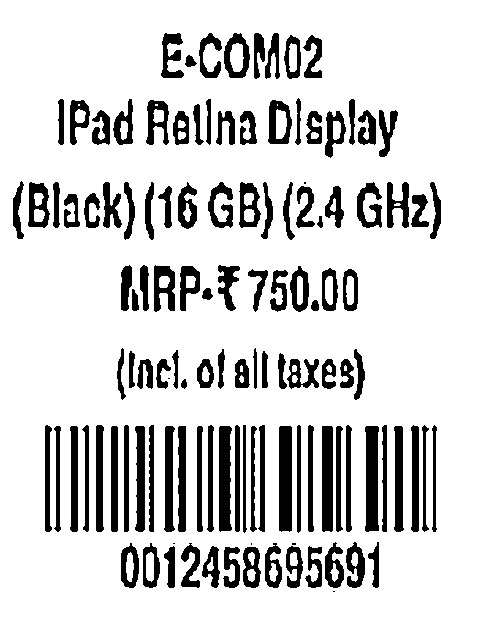 E-COM02
iPad Retina Display
(Black) (16 GB) (2.4 GHz)
MRP-₹ 750.00
(Incl. of all taxes)
0012458695691